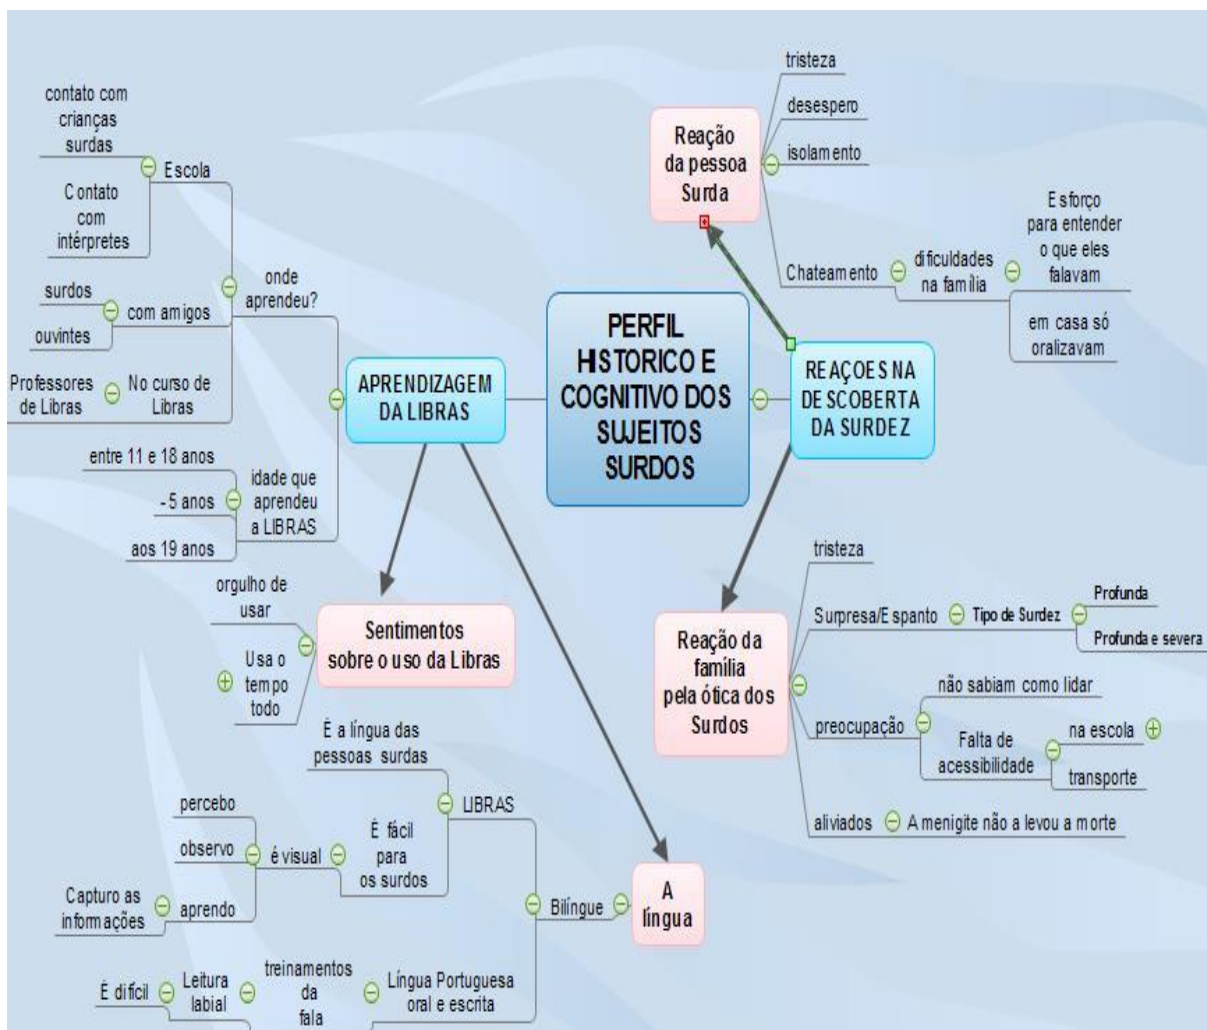 PERFIL
HISTORICO E
COGNITIVO DOS
SUJEITOS
SURDOS
APRENDIZAGEM
DA LIBRAS
onde
aprendeu?
Escola
contato com
crianças
surdas
Contato
com
intérpretes
com amigos
surdos
ouvintes
No curso de
Libras
Professores
de Libras
idade que
aprendeu
a LIBRAS
entre 11 e 18 anos
- 5 anos
aos 19 anos
Sentimentos
sobre o uso da Libras
orgulho de
usar
Usa o
tempo
todo
A
língua
Bilíngue
LIBRAS
É a língua das
pessoas surdas
É fácil
para
os surdos
é visual
percebo
observo
aprendo
Capturo as
informações
Língua Portuguesa
oral e escrita
treinamentos
da
fala
Leitura
labial
É difícil
REAÇOES NA
DESCOBERTA
DA SURDEZ
Reação
da pessoa
Surda
tristeza
desespero
isolamento
Chateamento
dificuldades
na família
Esforço
para entender
o que eles
falavam
em casa só
oralizavam
Reação da
família
pela ótica dos
Surdos
tristeza
Surpresa/Espanto
Tipo de Surdez
Profunda
Profunda e severa
preocupação
não sabiam como lidar
Falta de
acessibilidade
na escola
transporte
aliviados
A menigite não a levou a morte